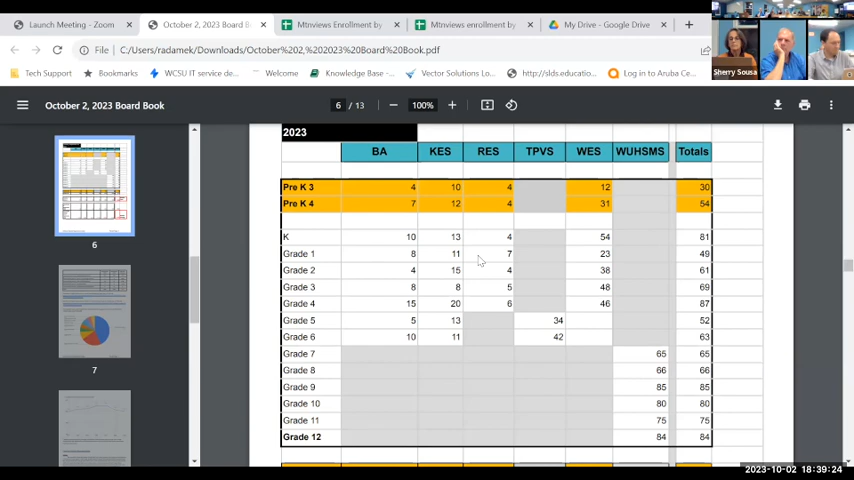 Launch Meeting - Zoom
October 2, 2023 Board Book.p
Mtnviews Enrollment by
Mtnviews enrollment by
My Drive - Google Drive
File
C:/Users/radamek/Downloads/October%202,%202023%20Board%20Book.pdf
Tech Support Bookmarks WCSU IT service de... Welcome Knowledge Base -... Vector Solutions Lo... https://slds.educatio... Log in to Aruba Ce...
Sherry Sousa
October 2, 2023 Board Book 6 / 13 100%
6
7
2023
BA KES RES TPVS WES WUHSMS Totals
Pre K 3 4 10 4 12 30
Pre K 4 7 12 4 31 54
K 10 13 4 54 81
Grade 1 8 11 7 23 49
Grade 2 4 15 4 38 61
Grade 3 8 8 5 48 69
Grade 4 15 20 6 46 87
Grade 5 5 13 34 52
Grade 6 10 11 42 63
Grade 7 65 65
Grade 8 66 66
Grade 9 85 85
Grade 10 80 80
Grade 11 75 75
Grade 12 84 84
2023-10-02 18:39:24